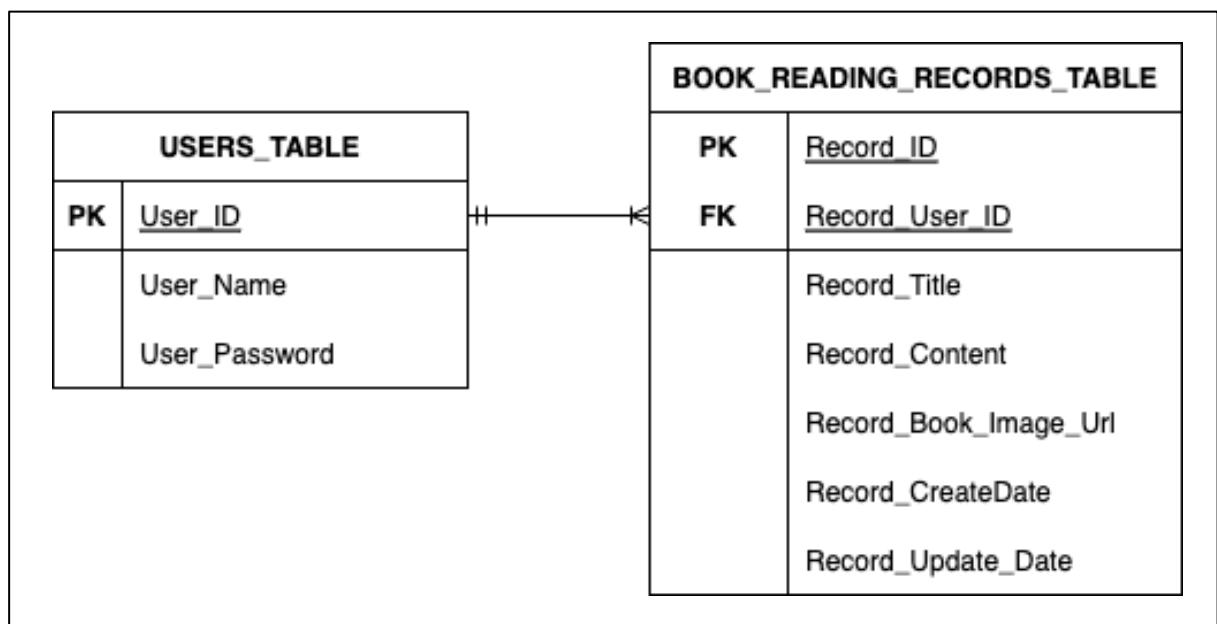 USERS_TABLE
PK User_ID
User_Name
User_Password
BOOK_READING_RECORDS_TABLE
PK Record_ID
FK Record_User_ID
Record_Title
Record_Content
Record_Book_Image_Url
Record_CreateDate
Record_Update_Date